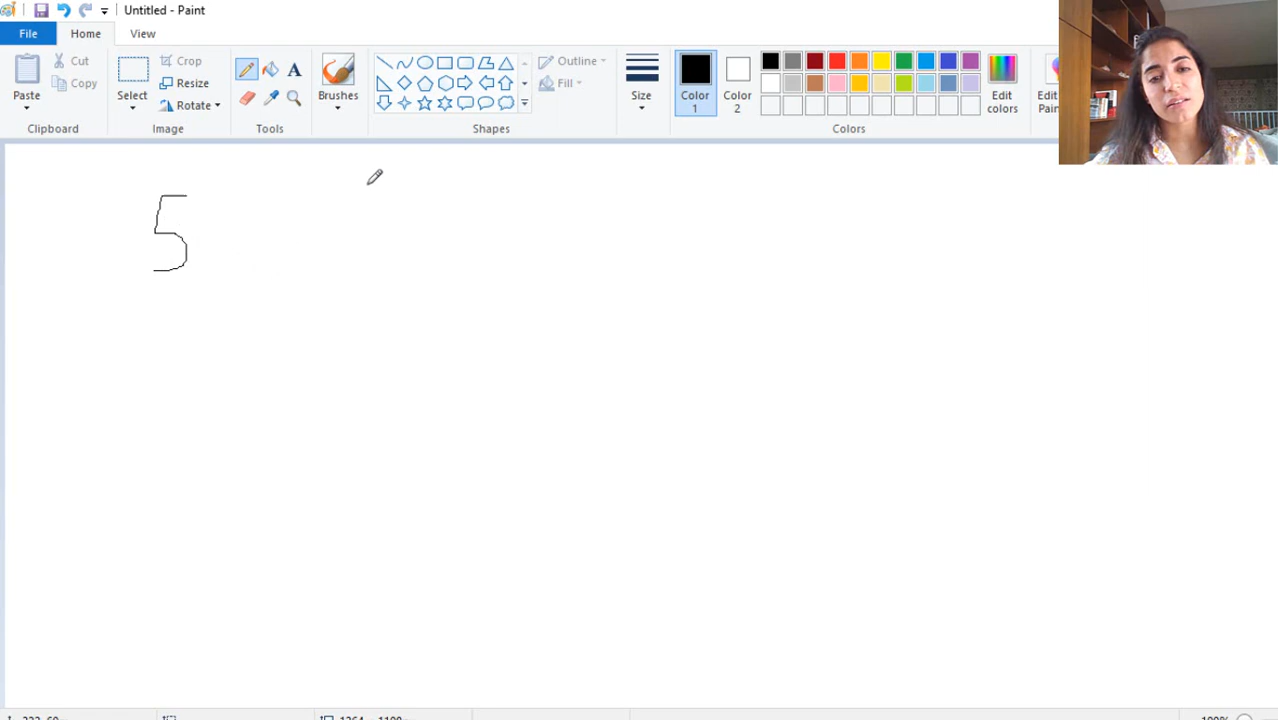 Untitled - Paint
File Home View
Paste
Cut
Copy
Clipboard
Select
Crop
Resize
Rotate
Image
A
Tools
Brushes
Shapes
Outline
Fill
Size
Color 1
Color 2
Colors
Edit colors
5